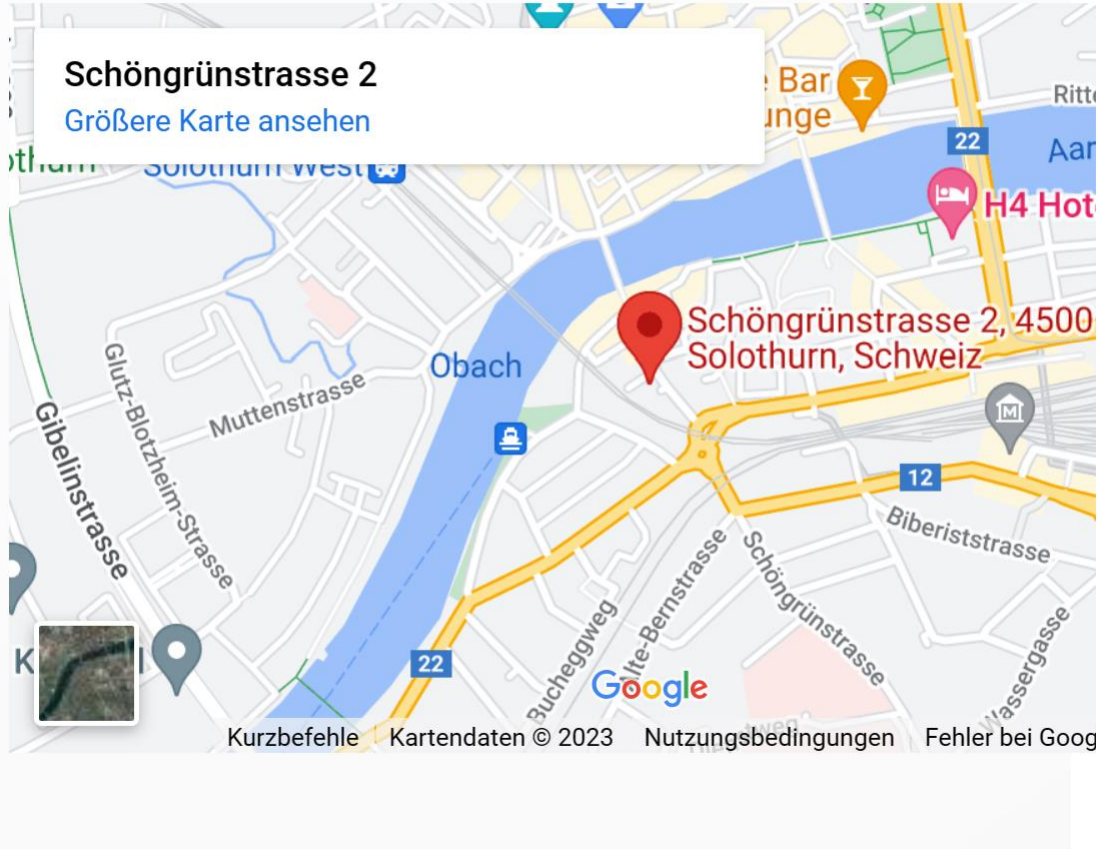 Schöngrünstrasse 2
Größere Karte ansehen
Bar
22
Aar
Solothurn West
H4 Hot
Schöngrünstrasse 2, 4500
Solothurn, Schweiz
Obach
Glutz-Blotzheim-Strasse
Muttenstrasse
Gibelinstrasse
12
Biberiststrasse
Schöngrünstrasse
Alte-Bernstrasse
Bucheggweg
Wassergasse
22
Google
Kurzbefehle
Kartendaten © 2023
Nutzungsbedingungen
Fehler bei Goog